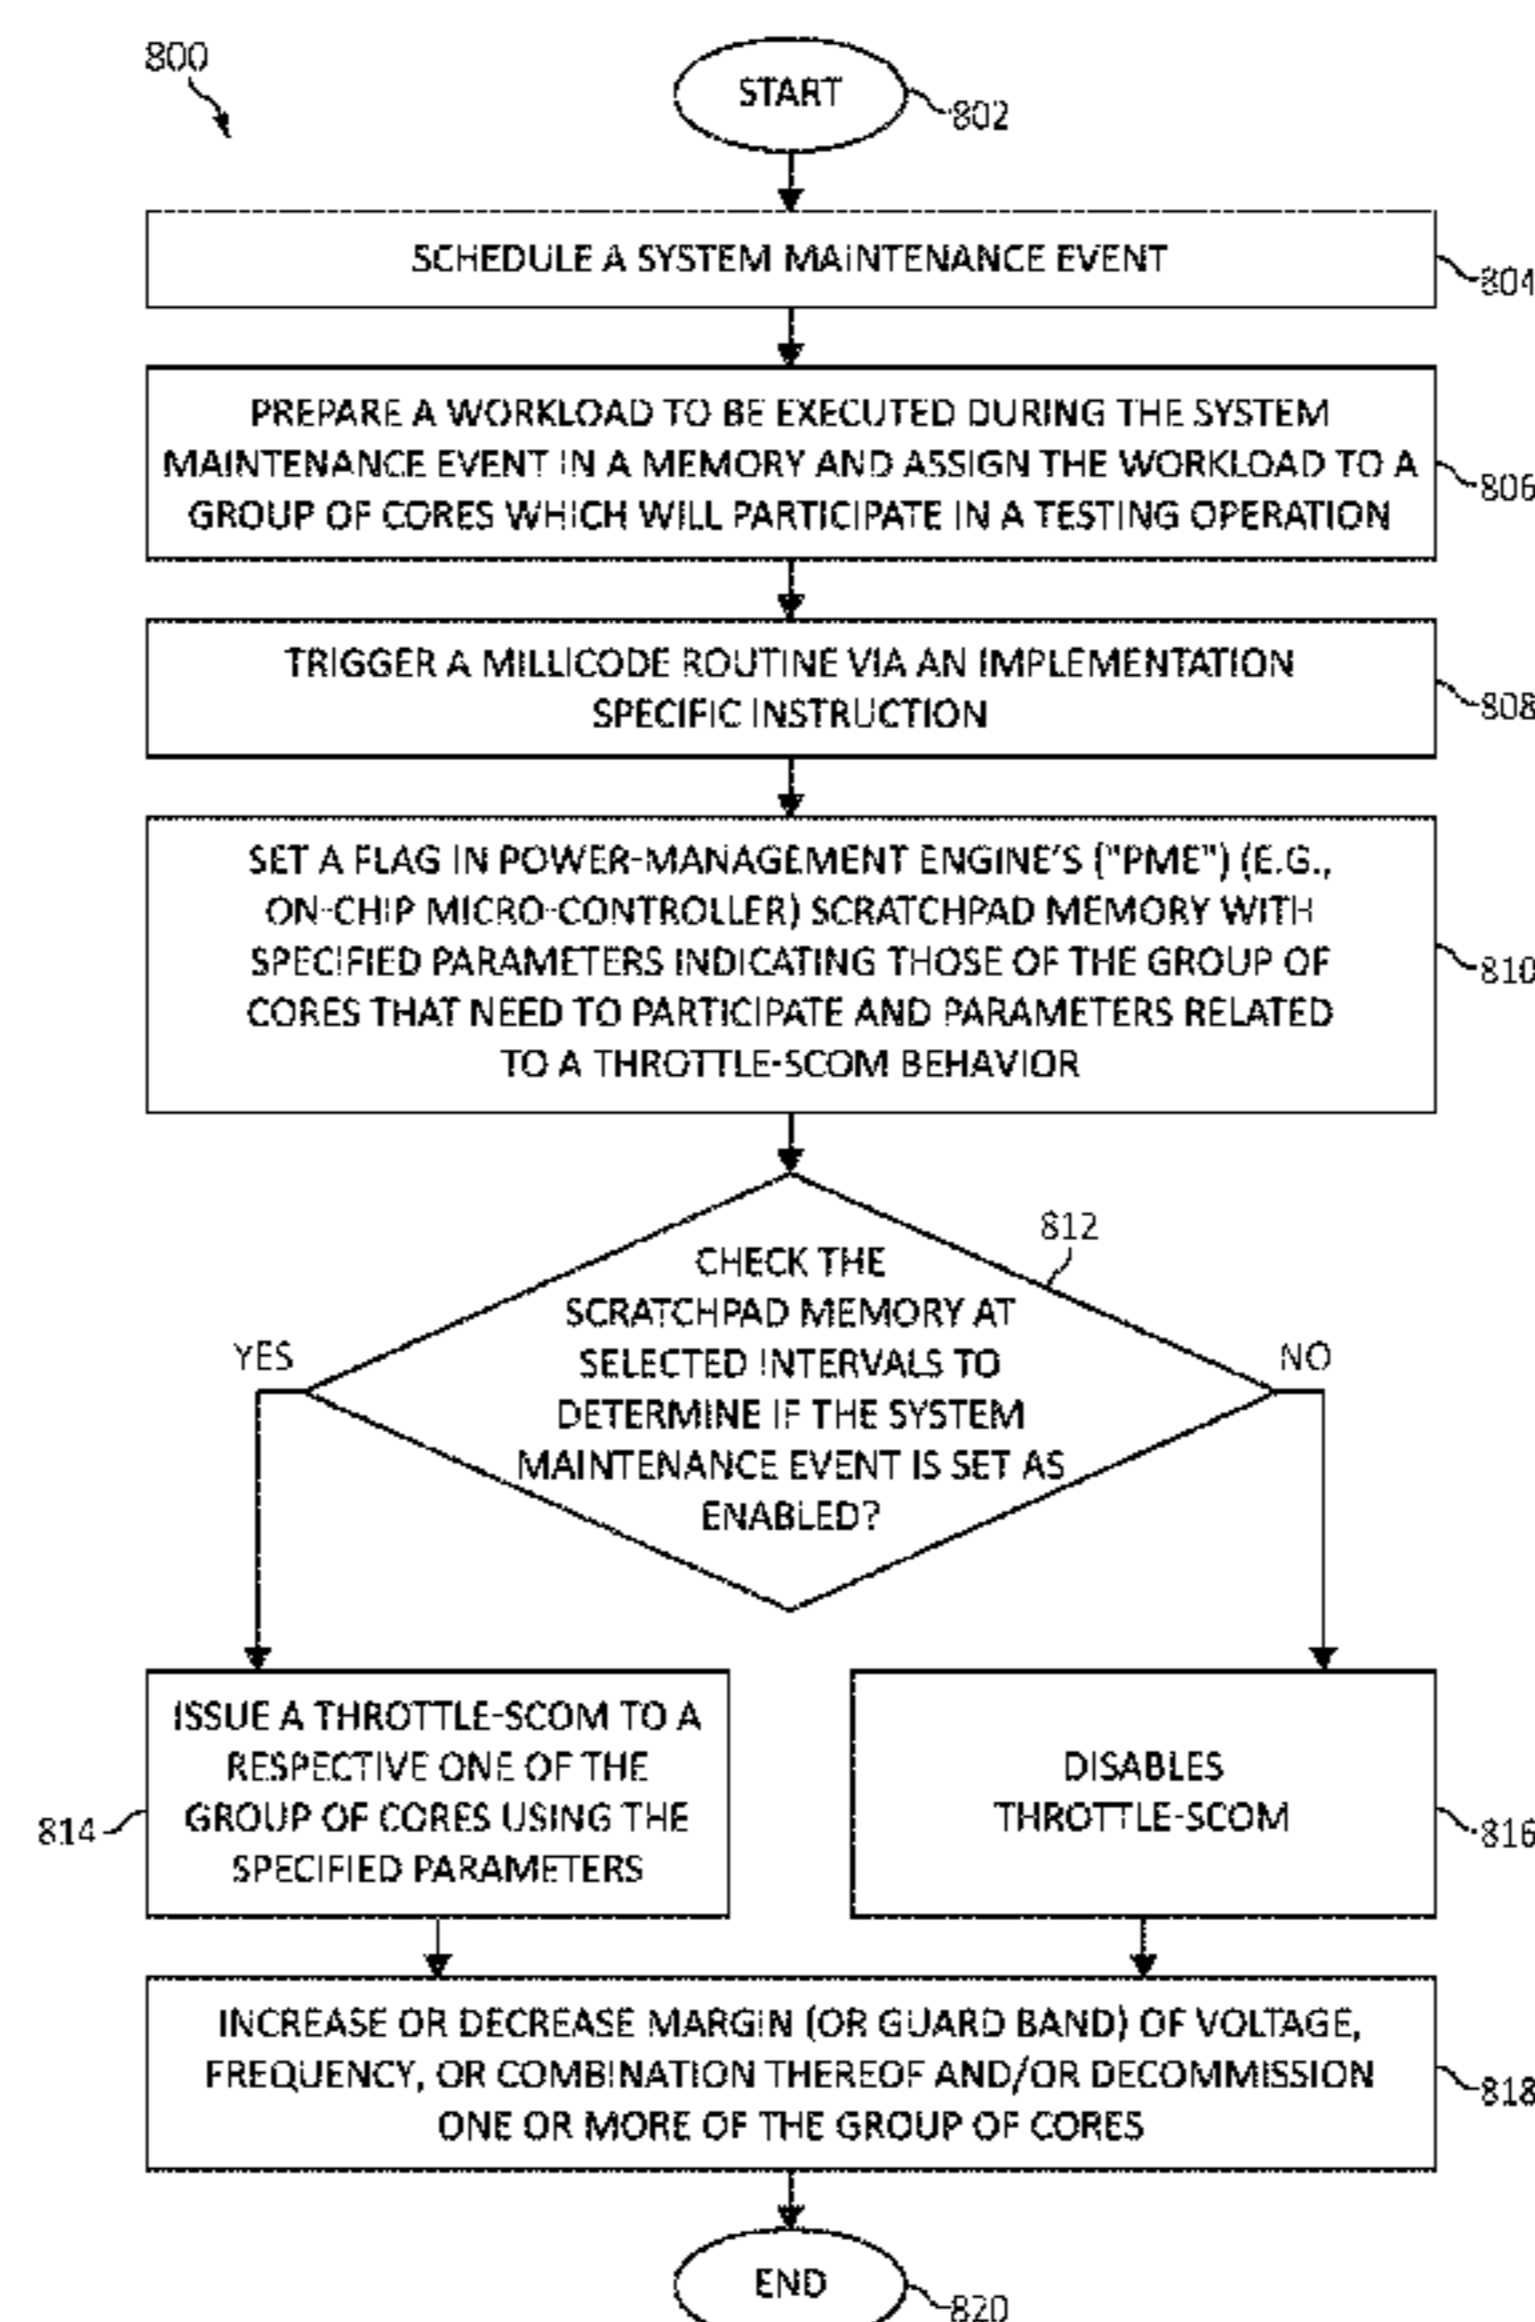 800
START
802
SCHEDULE A SYSTEM MAINTENANCE EVENT
804
PREPARE A WORKLOAD TO BE EXECUTED DURING THE SYSTEM
MAINTENANCE EVENT IN A MEMORY AND ASSIGN THE WORKLOAD TO A
GROUP OF CORES WHICH WILL PARTICIPATE IN A TESTING OPERATION
806
TRIGGER A MILLICODE ROUTINE VIA AN IMPLEMENTATION
SPECIFIC INSTRUCTION
808
SET A FLAG IN POWER-MANAGEMENT ENGINE'S ("PME") (E.G.,
ON-CHIP MICRO-CONTROLLER) SCRATCHPAD MEMORY WITH
SPECIFIED PARAMETERS INDICATING THOSE OF THE GROUP OF
CORES THAT NEED TO PARTICIPATE AND PARAMETERS RELATED
TO A THROTTLE-SCOM BEHAVIOR
810
812
CHECK THE
SCRATCHPAD MEMORY AT
SELECTED INTERVALS TO
DETERMINE IF THE SYSTEM
MAINTENANCE EVENT IS SET AS
ENABLED?
YES
NO
ISSUE A THROTTLE-SCOM TO A
RESPECTIVE ONE OF THE
GROUP OF CORES USING THE
SPECIFIED PARAMETERS
814
DISABLES
THROTTLE-SCOM
816
INCREASE OR DECREASE MARGIN (OR GUARD BAND) OF VOLTAGE,
FREQUENCY, OR COMBINATION THEREOF AND/OR DECOMMISSION
ONE OR MORE OF THE GROUP OF CORES
818
END
820